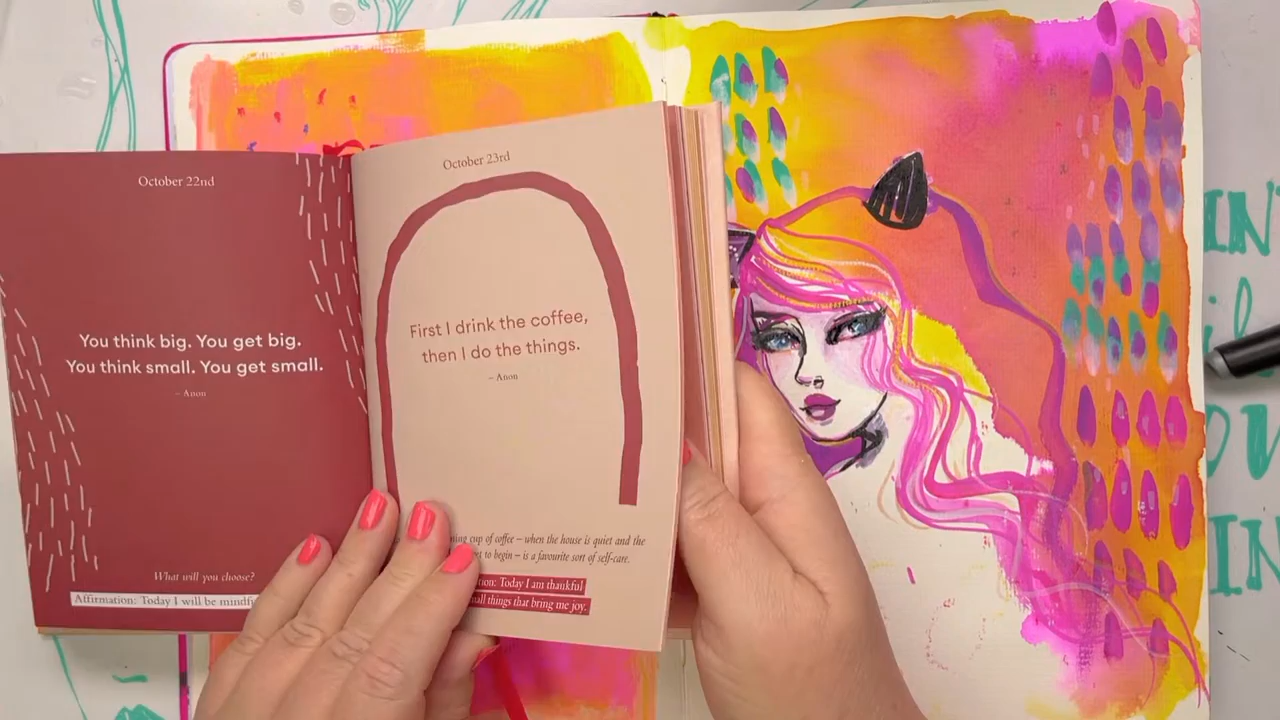 October 22nd
You think big. You get big.
You think small. You get small.
– Anon
What will you choose?
Affirmation: Today I will be
October 23rd
First I drink the coffee,
then I do the things.
– Anon
cup of coffee – when the house is quiet and the
to begin – is a favourite sort of self-care.
Today I am thankful
things that bring me joy.
IN
IN